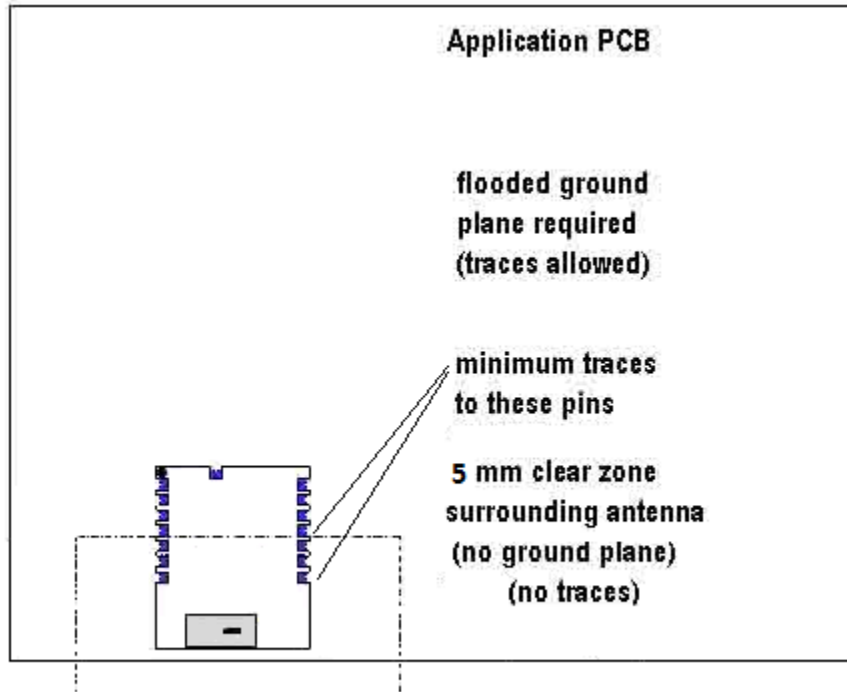 Application PCB
flooded ground
plane required
(traces allowed)
minimum traces
to these pins
5 mm clear zone
surrounding antenna
(no ground plane)
(no traces)